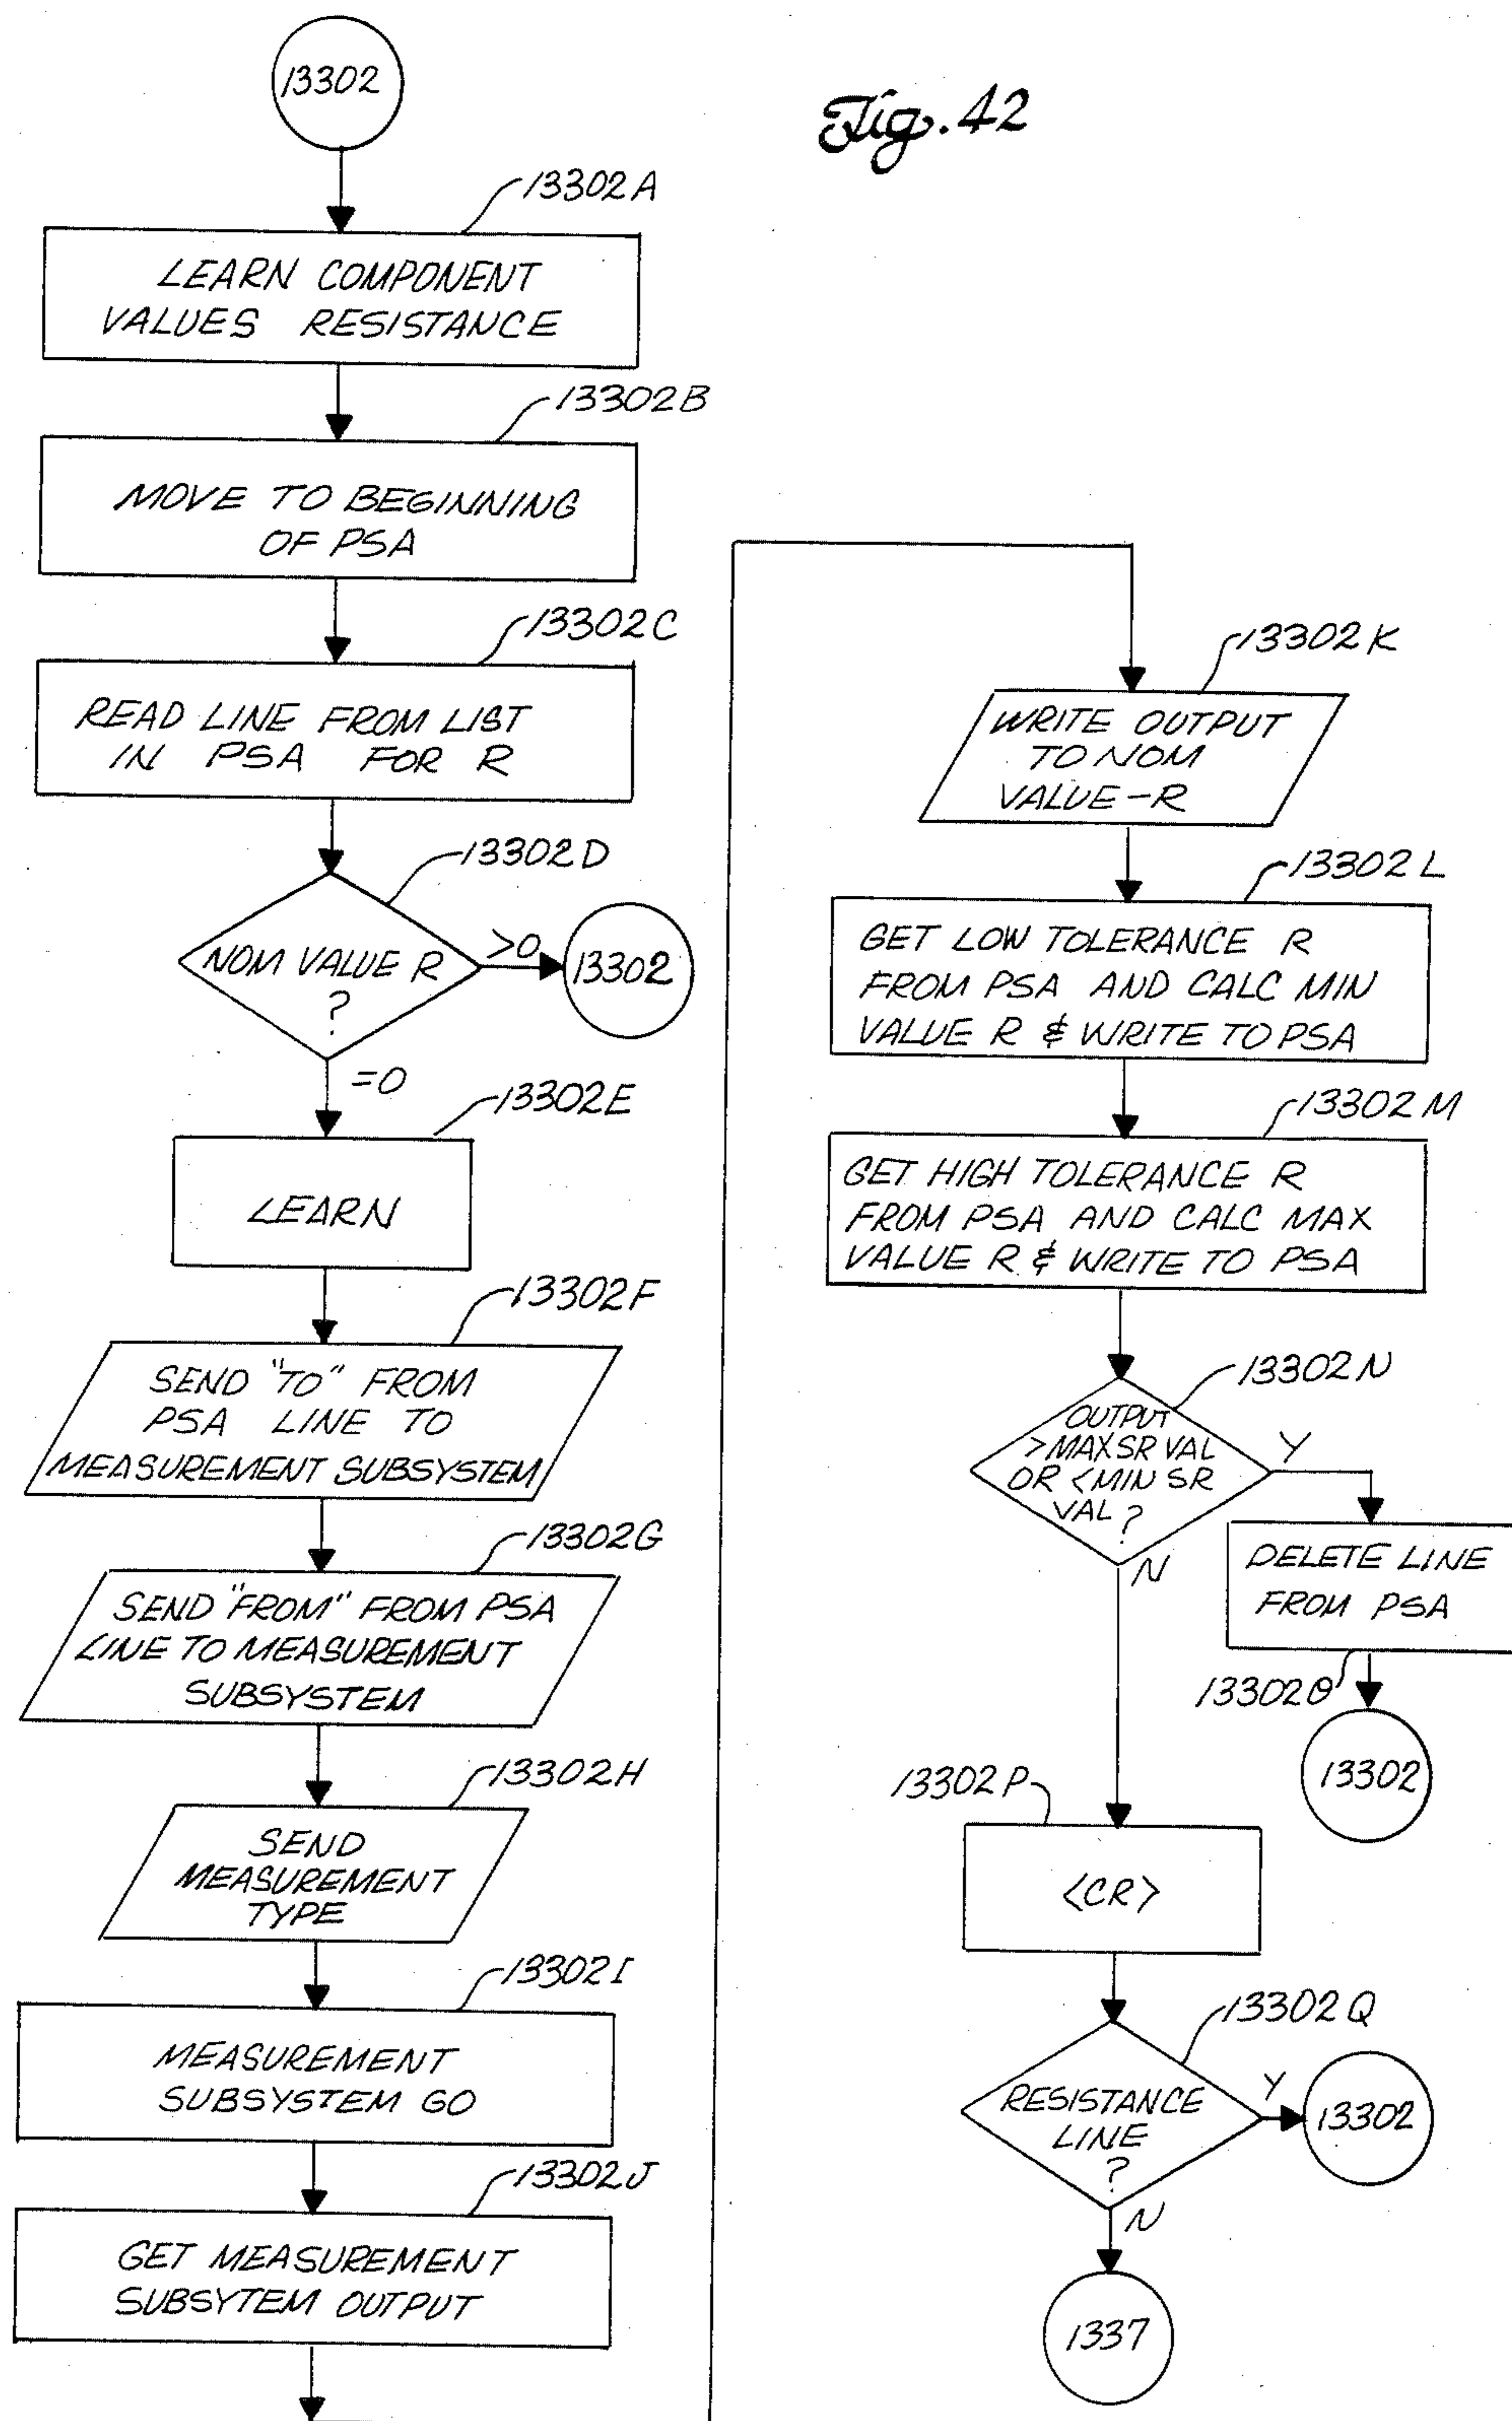 13302
Fig. 42
13302A
LEARN COMPONENT
VALUES RESISTANCE
13302B
MOVE TO BEGINNING
OF PSA
13302C
READ LINE FROM LIST
IN PSA FOR R
13302D
NOM VALUE R
?
>0
13302
=0
13302E
LEARN
13302F
SEND "TO" FROM
PSA LINE TO
MEASUREMENT SUBSYSTEM
13302G
SEND "FROM" FROM PSA
LINE TO MEASUREMENT
SUBSYSTEM
13302H
SEND
MEASUREMENT
TYPE
13302I
MEASUREMENT
SUBSYSTEM GO
13302J
GET MEASUREMENT
SUBSYTEM OUTPUT
13302K
WRITE OUTPUT
TO NOM
VALUE-R
13302L
GET LOW TOLERANCE R
FROM PSA AND CALC MIN
VALUE R & WRITE TO PSA
13302M
GET HIGH TOLERANCE R
FROM PSA AND CALC MAX
VALUE R & WRITE TO PSA
13302N
OUTPUT
>MAX SR VAL
OR <MIN SR
VAL ?
Y
N
DELETE LINE
FROM PSA
13302O
13302
13302P
<CR>
13302Q
RESISTANCE
LINE
?
Y
13302
N
1337